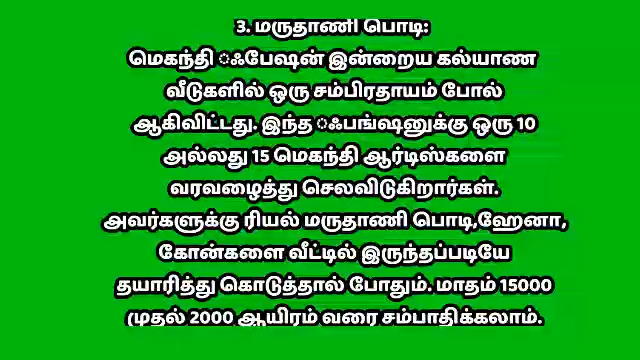 3. மருதாணி பொடி:
மெகந்தி ஃபேஷன் இன்றைய கல்யாண
வீடுகளில் ஒரு சம்பிரதாயம் போல்
ஆகிவிட்டது. இந்த ஃபங்ஷனுக்கு ஒரு 10
அல்லது 15 மெகந்தி ஆர்டிஸ்களை
வரவழைத்து செலவிடுகிறார்கள்.
அவர்களுக்கு ரியல் மருதாணி பொடி,ஹேனா,
கோன்களை வீட்டில் இருந்தப்படியே
தயாரித்து கொடுத்தால் போதும். மாதம் 15000
முதல் 2000 ஆயிரம் வரை சம்பாதிக்கலாம்.